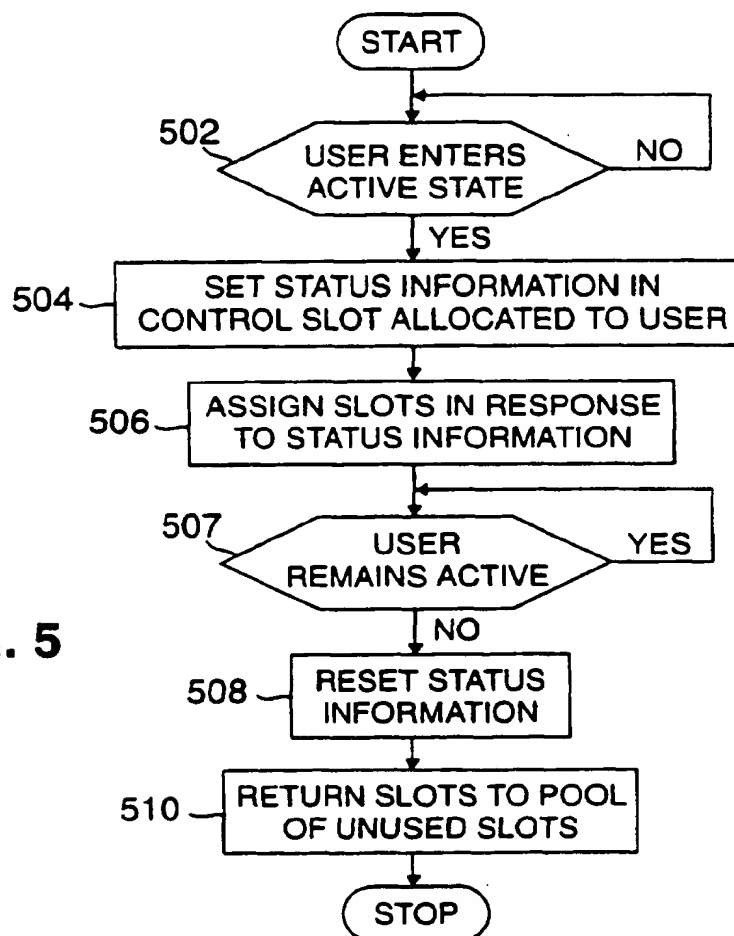 START
502
USER ENTERS
ACTIVE STATE
NO
YES
504
SET STATUS INFORMATION IN
CONTROL SLOT ALLOCATED TO USER
506
ASSIGN SLOTS IN RESPONSE
TO STATUS INFORMATION
507
USER
REMAINS ACTIVE
YES
NO
. 5
508
RESET STATUS
INFORMATION
510
RETURN SLOTS TO POOL
OF UNUSED SLOTS
STOP